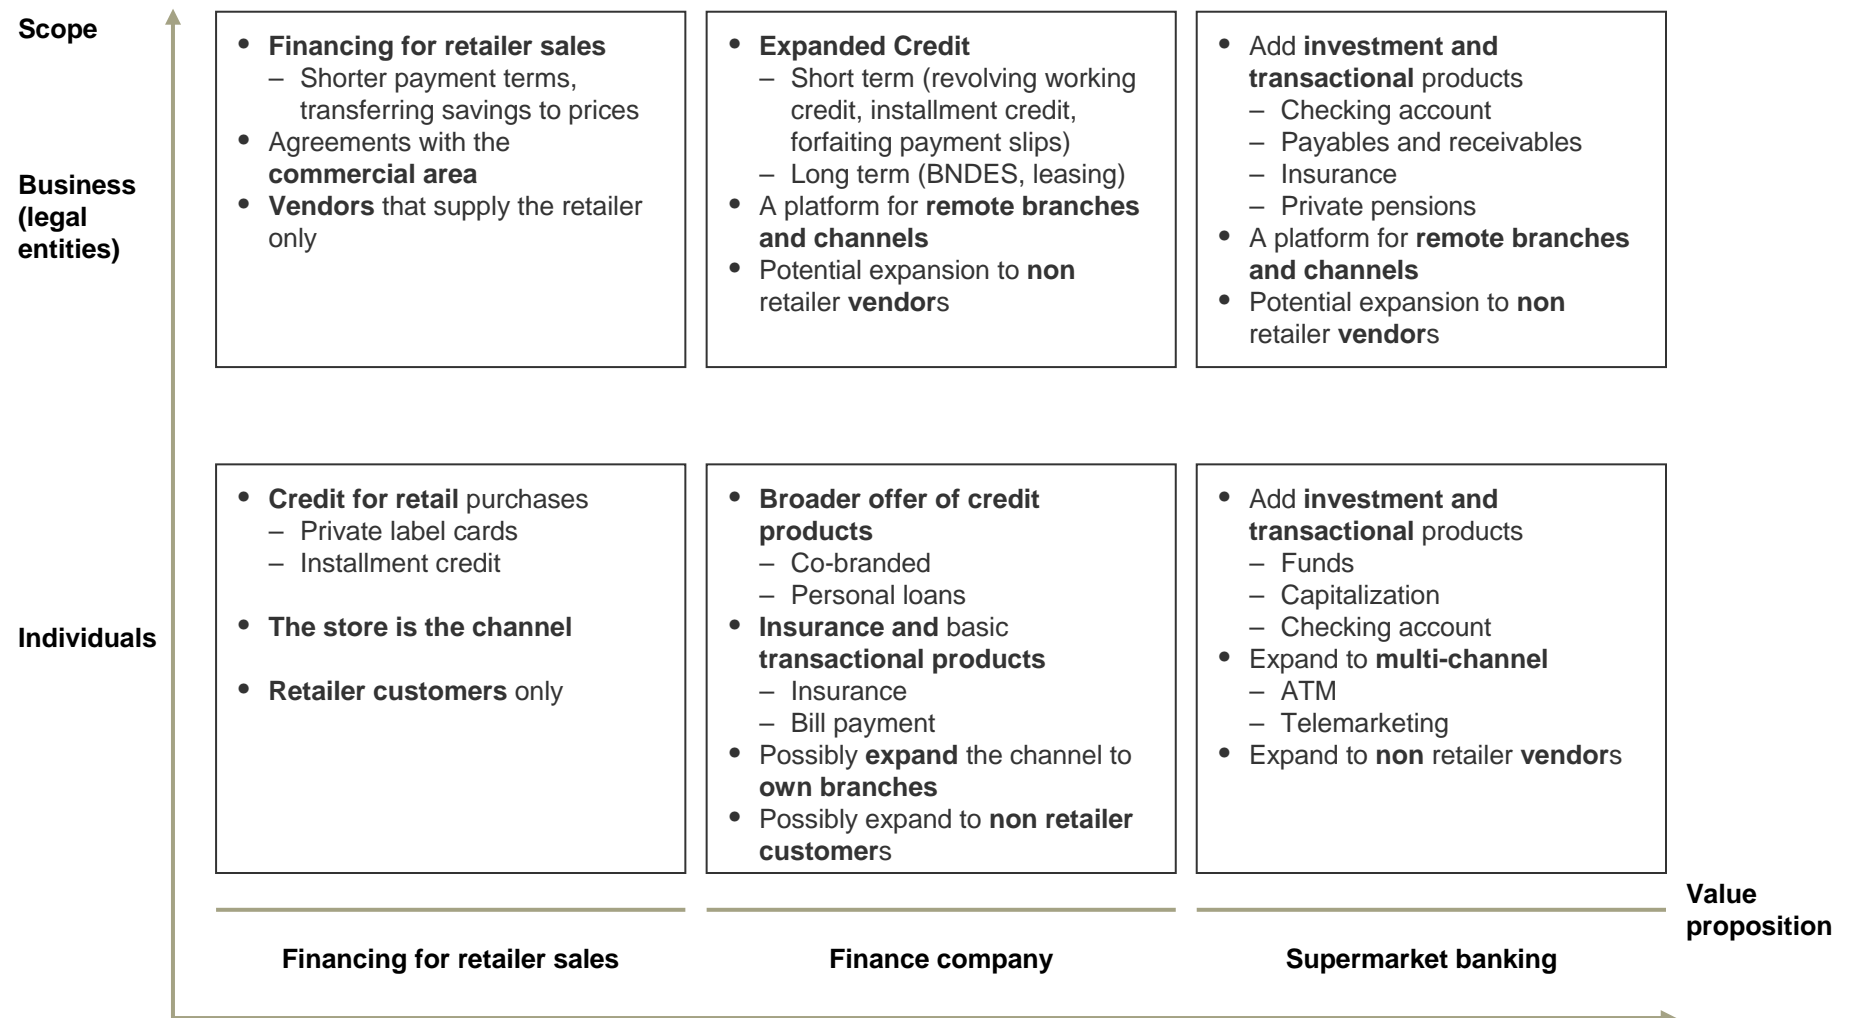 Scope
Business
(legal
entities)
• Financing for retailer sales
– Shorter payment terms,
transferring savings to prices
• Agreements with the
commercial area
• Vendors that supply the retailer
only
• Expanded Credit
– Short term (revolving working
credit, installment credit,
forfaiting payment slips)
– Long term (BNDES, leasing)
• A platform for remote branches
and channels
• Potential expansion to non
retailer vendors
• Add investment and
transactional products
– Checking account
– Payables and receivables
– Insurance
– Private pensions
• A platform for remote branches
and channels
• Potential expansion to non
retailer vendors
Individuals
• Credit for retail purchases
– Private label cards
– Installment credit
• The store is the channel
• Retailer customers only
• Broader offer of credit
products
– Co-branded
– Personal loans
• Insurance and basic
transactional products
– Insurance
– Bill payment
• Possibly expand the channel to
own branches
• Possibly expand to non retailer
customers
• Add investment and
transactional products
– Funds
– Capitalization
– Checking account
• Expand to multi-channel
– ATM
– Telemarketing
• Expand to non retailer vendors
Value
proposition
Financing for retailer sales
Finance company
Supermarket banking